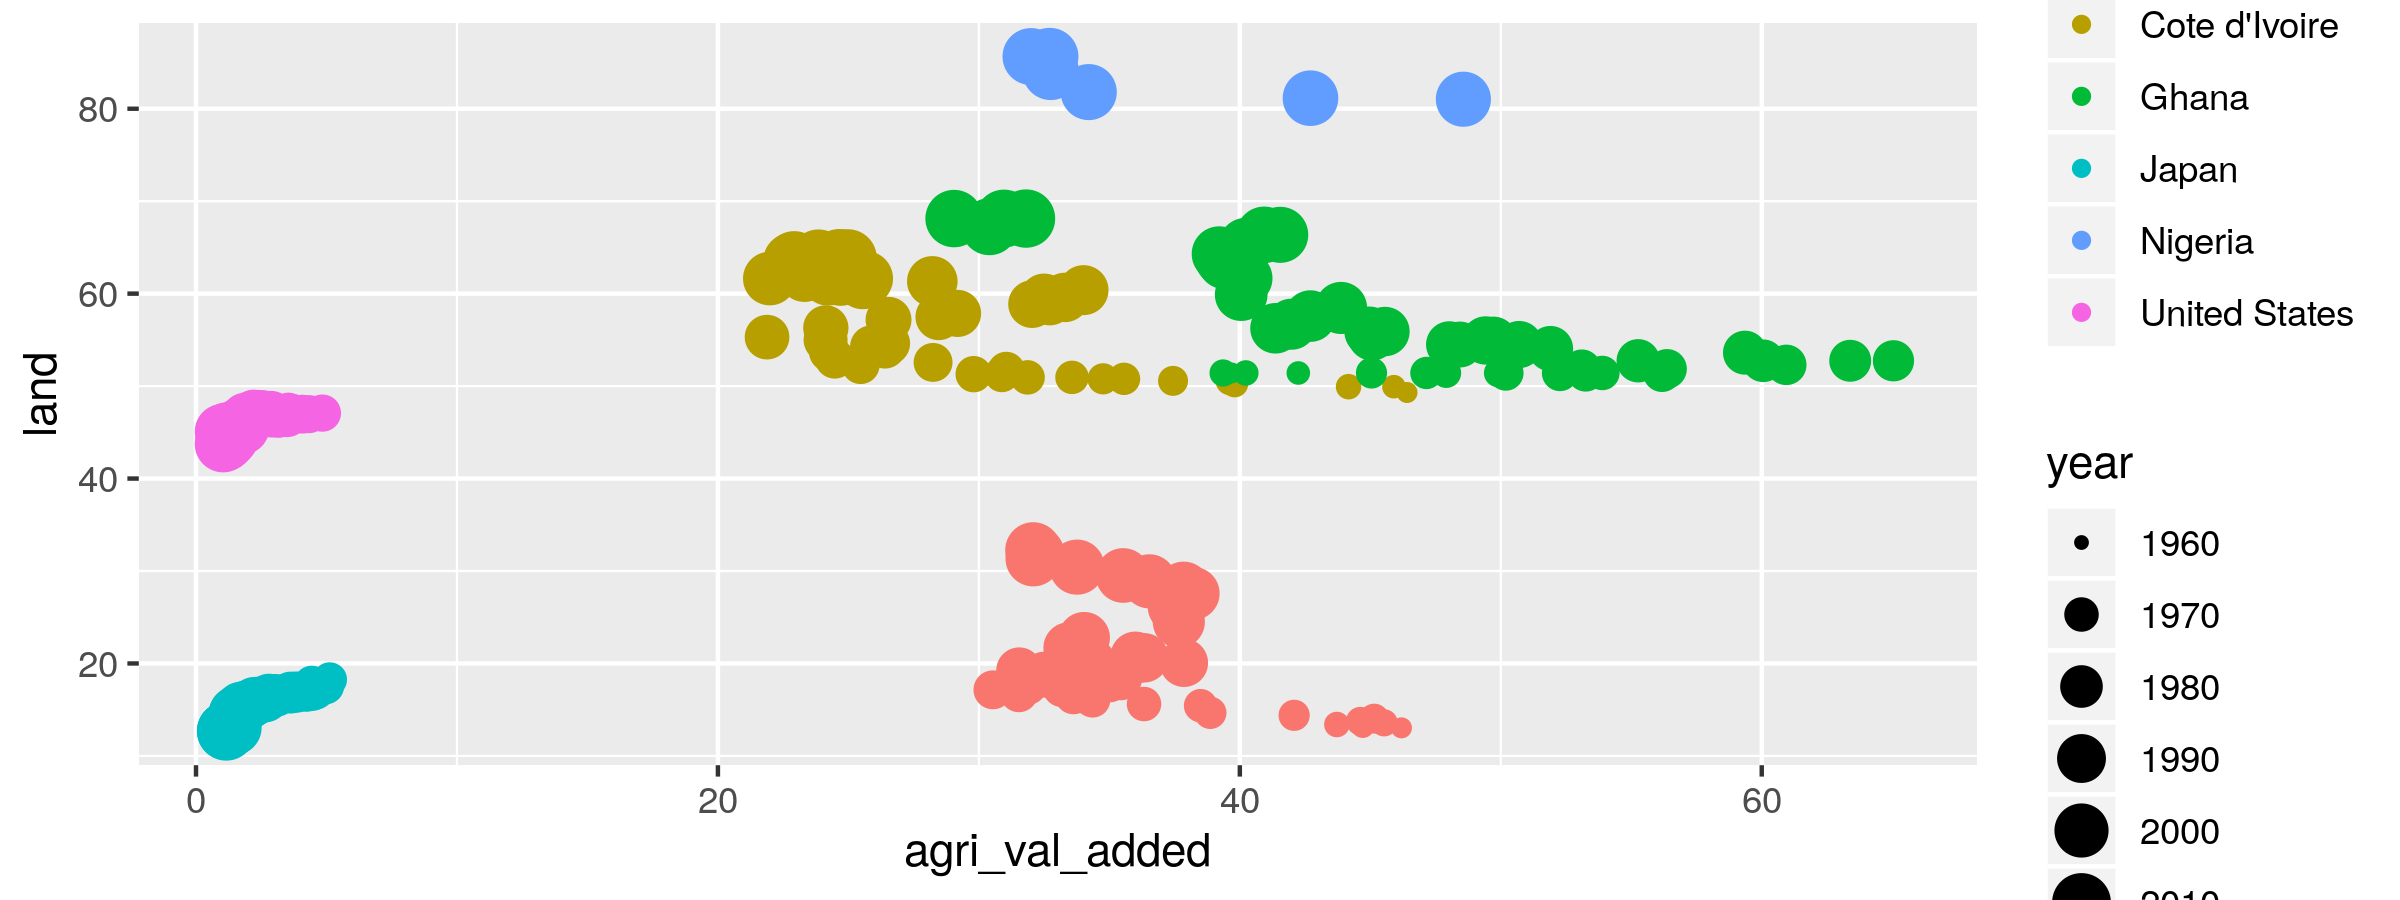 land
80
60
40
20
0
20
40
60
agri_val_added
Cote d'Ivoire
Ghana
Japan
Nigeria
United States
year
1960
1970
1980
1990
2000